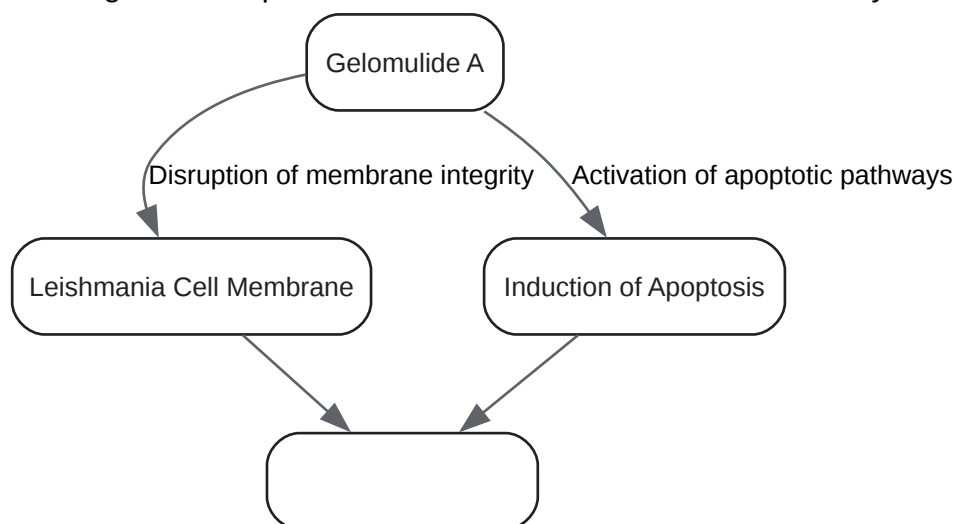 Gelomulide A
Disruption of membrane integrity
Activation of apoptotic pathways
Leishmania Cell Membrane
Induction of Apoptosis